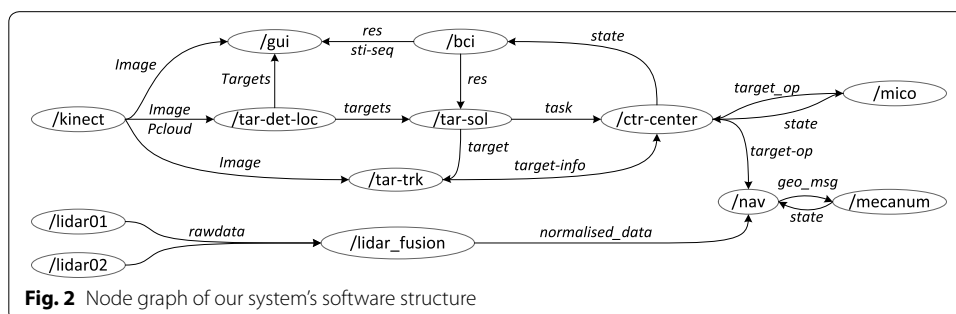 /gui
res
sti-seq
/bci
state
Image
Targets
res
target_op
/mico
/kinect
Image
Pcloud
/tar-det-loc
targets
/tar-sol
task
/ctr-center
state
target
Image
/tar-trk
target-info
target-op
/nav
geo_msg
state
/mecanum
/lidar01
rawdata
/lidar_fusion
normalised_data
/lidar02
Fig. 2 Node graph of our system’s software structure